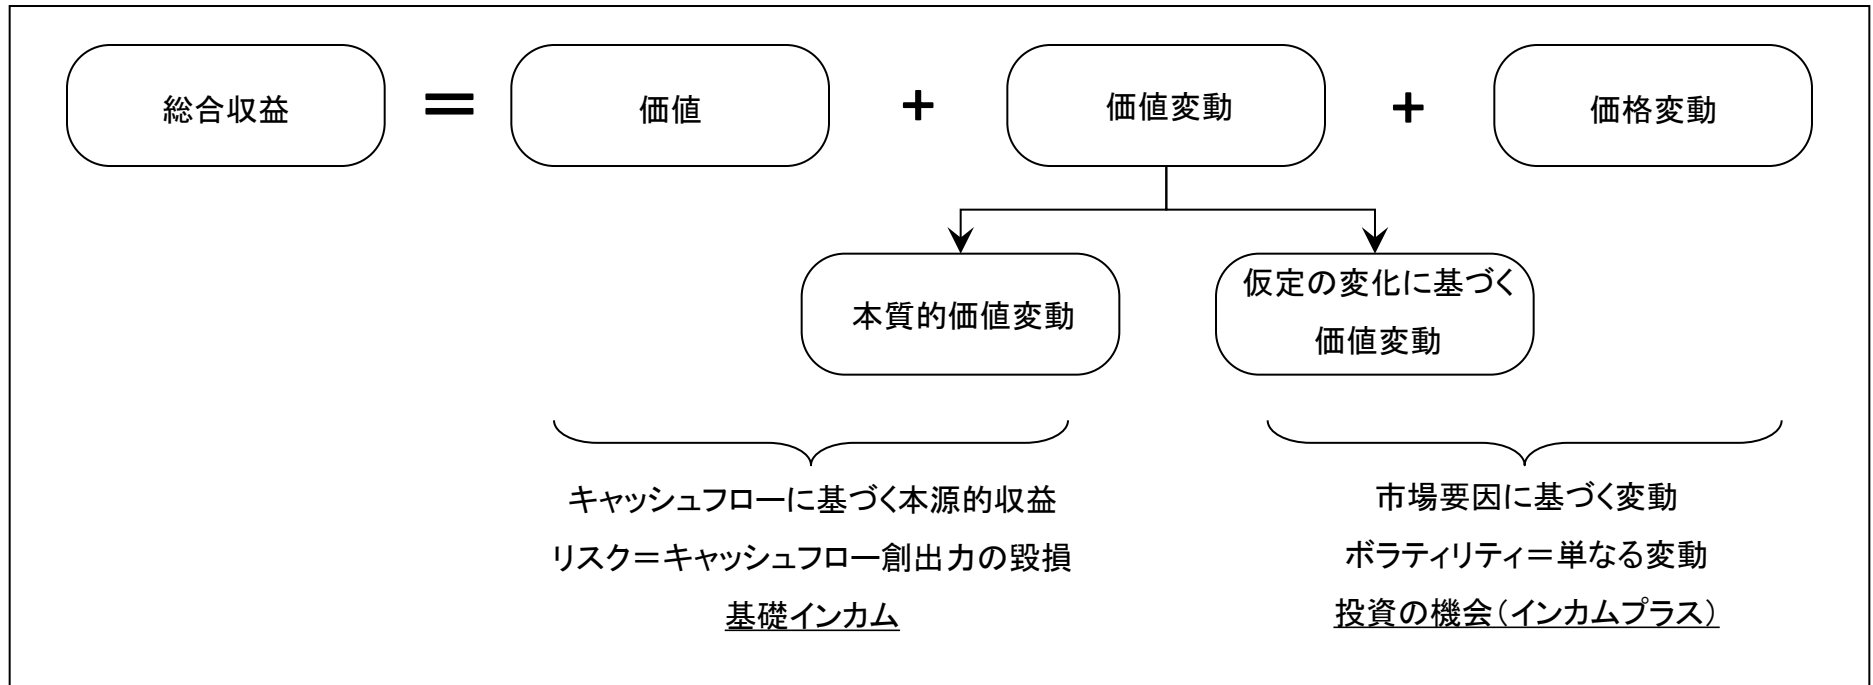 総合収益 = 価値 + 価値変動 + 価格変動
本質的価値変動
仮定の変化に基づく
価値変動
キャッシュフローに基づく本源的収益
リスク＝キャッシュフロー創出力の毀損
基礎インカム
市場要因に基づく変動
ボラティリティ＝単なる変動
投資の機会（インカムプラス）